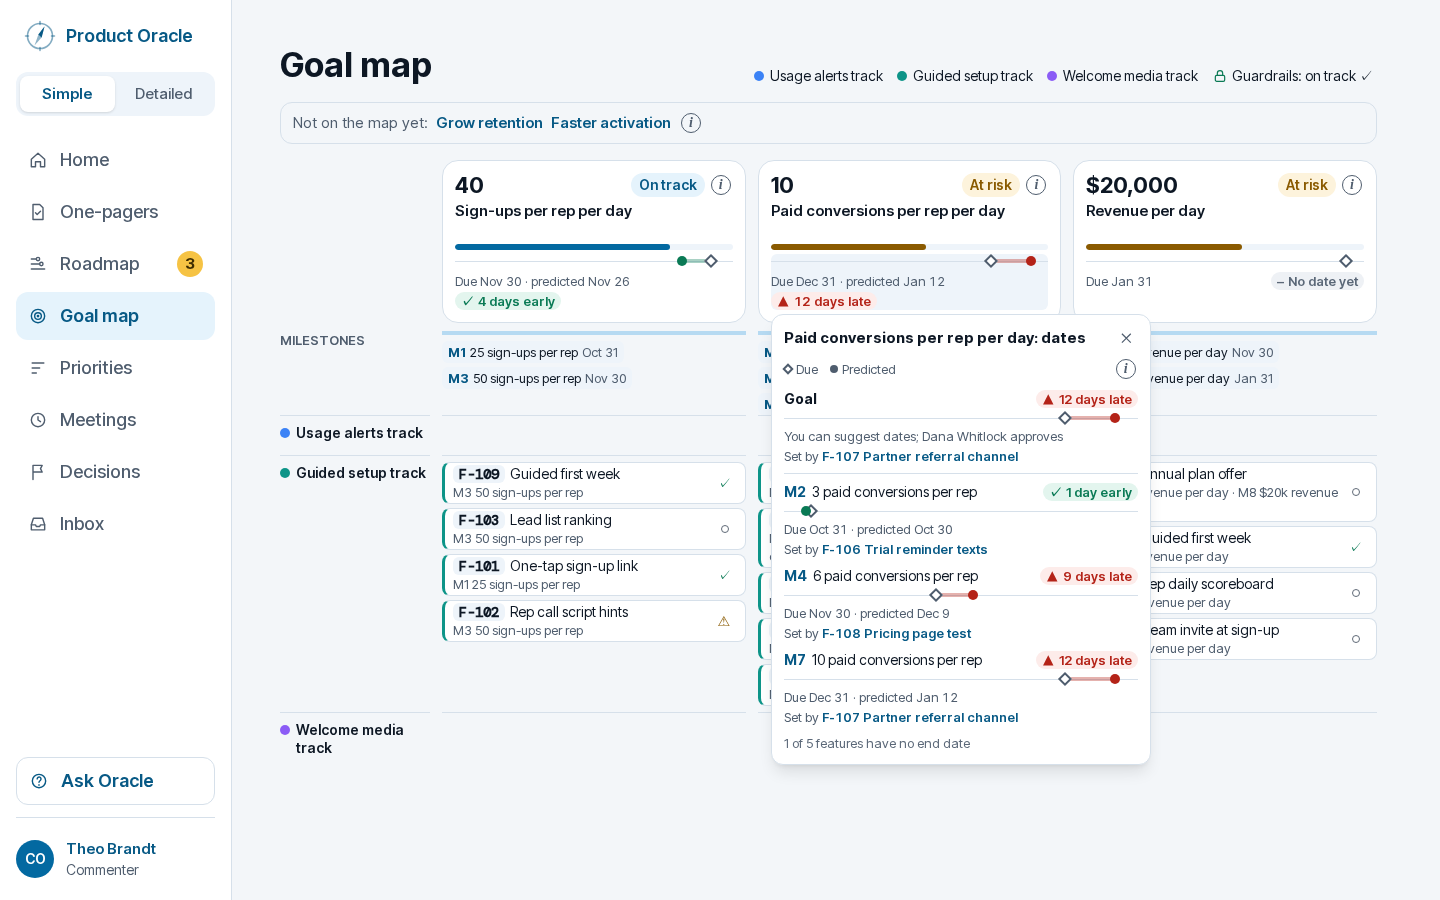 Product Oracle
Simple
Detailed
Home
One-pagers
Roadmap
3
Goal map
Priorities
Meetings
Decisions
Inbox
Ask Oracle
CO
Theo Brandt
Commenter
Goal map
Usage alerts track
Guided setup track
Welcome media track
Guardrails: on track ✓
Not on the map yet: Grow retention Faster activation i
40
On track
i
Sign-ups per rep per day
Due Nov 30 · predicted Nov 26
✓ 4 days early
10
At risk
i
Paid conversions per rep per day
Due Dec 31 · predicted Jan 12
▲ 12 days late
$20,000
At risk
i
Revenue per day
Due Jan 31
– No date yet
MILESTONES
M1 25 sign-ups per rep Oct 31
M3 50 sign-ups per rep Nov 30
venue per day Nov 30
venue per day Jan 31
Usage alerts track
Guided setup track
F-109 Guided first week
M3 50 sign-ups per rep
✓
F-103 Lead list ranking
M3 50 sign-ups per rep
F-101 One-tap sign-up link
M1 25 sign-ups per rep
✓
F-102 Rep call script hints
M3 50 sign-ups per rep
⚠
nnual plan offer
venue per day · M8 $20k revenue
uided first week
venue per day
✓
ep daily scoreboard
venue per day
eam invite at sign-up
venue per day
Welcome media
track
Paid conversions per rep per day: dates
Due
Predicted
i
Goal
▲ 12 days late
You can suggest dates; Dana Whitlock approves
Set by F-107 Partner referral channel
M2 3 paid conversions per rep
✓ 1 day early
Due Oct 31 · predicted Oct 30
Set by F-106 Trial reminder texts
M4 6 paid conversions per rep
▲ 9 days late
Due Nov 30 · predicted Dec 9
Set by F-108 Pricing page test
M7 10 paid conversions per rep
▲ 12 days late
Due Dec 31 · predicted Jan 12
Set by F-107 Partner referral channel
1 of 5 features have no end date